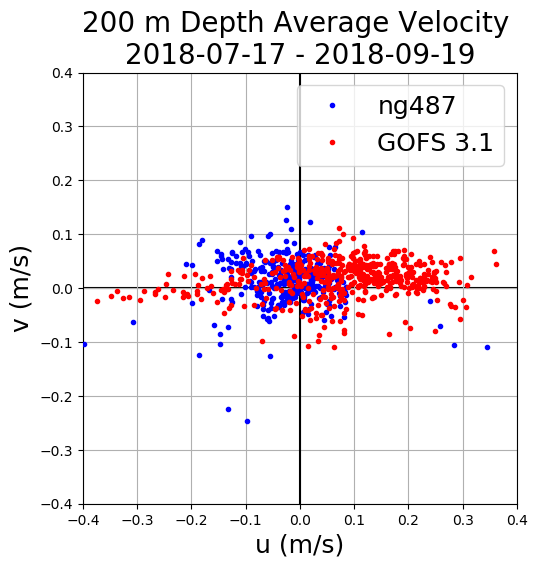 200 m Depth Average Velocity
2018-07-17 - 2018-09-19
ng487
GOFS 3.1
v (m/s)
0.4
0.3
0.2
0.1
0.0
−0.1
−0.2
−0.3
−0.4
−0.4 −0.3 −0.2 −0.1 0.0 0.1 0.2 0.3 0.4
u (m/s)